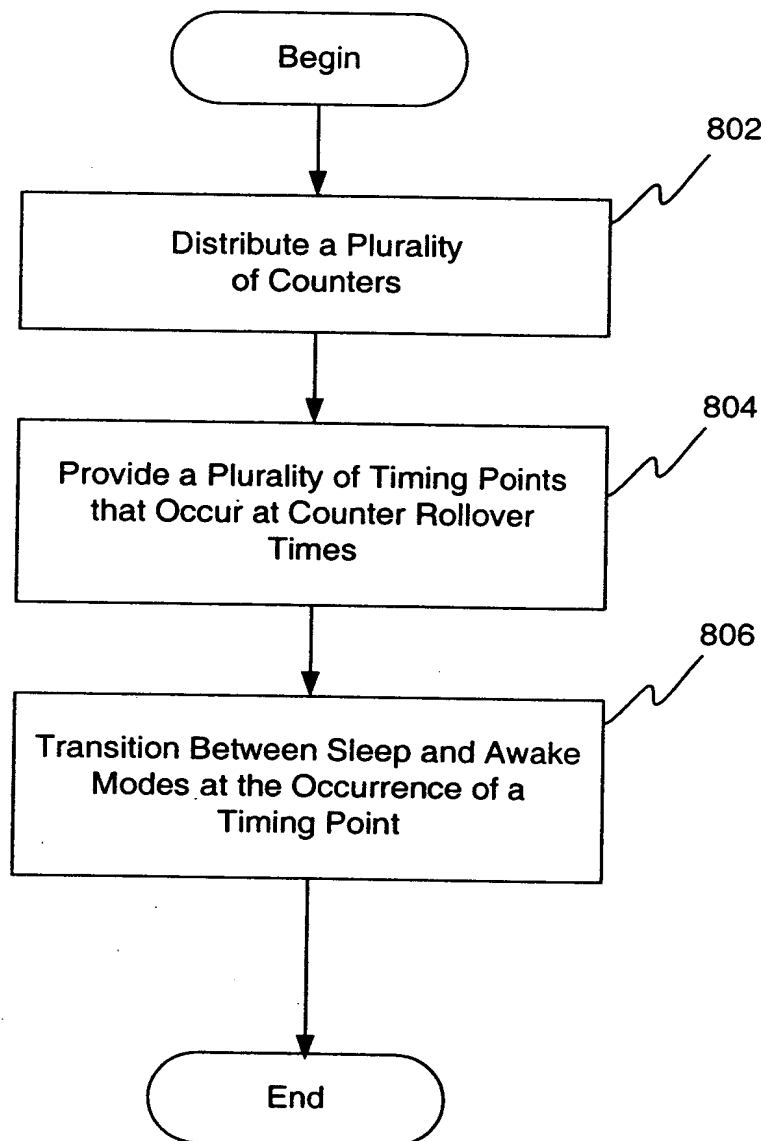 Begin
802
Distribute a Plurality
of Counters
804
Provide a Plurality of Timing Points
that Occur at Counter Rollover
Times
806
Transition Between Sleep and Awake
Modes at the Occurrence of a
Timing Point
End